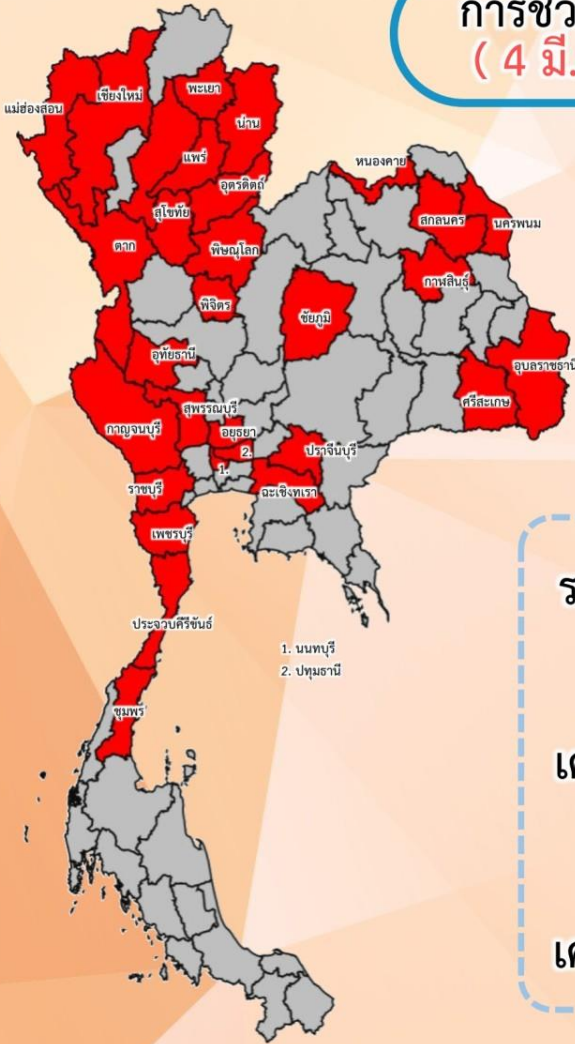 การช่ว
( 4 มี.
พะเยา
เชียงใหม่
แม่ฮ่องสอน
น่าน
แพร่
หนองคาย
อุตรดิตถ์
สุโขทัย
สกลนคร
นครพนม
ตาก
พิษณุโลก
กาฬสินธุ์
พิจิตร
ชัยภูมิ
อุทัยธานี
อุบลราชธานี
สุพรรณบุรี
ศรีสะเกษ
กาญจนบุรี
อยุธยา
ปราจีนบุรี
2.
1.
ราชบุรี
ฉะเชิงเทรา
เพชรบุรี
ประจวบคีรีขันธ์
1. นนทบุรี
2. ปทุมธานี
ชุมพร
ร
เค
เค